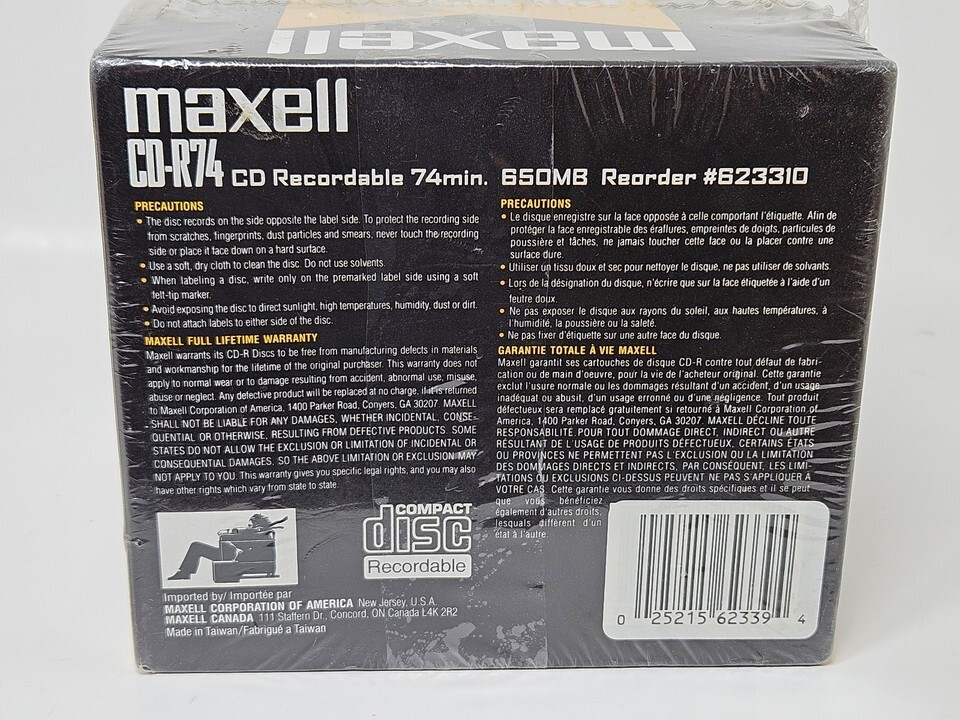 maxell
maxell
CD-R74 CD Recordable 74min. 650MB Reorder #623310
PRECAUTIONS
• The disc records on the side opposite the label side. To protect the recording side
from scratches, fingerprints, dust particles and smears, never touch the recording
side or place it face down on a hard surface.
• Use a soft, dry cloth to clean the disc. Do not use solvents.
• When labeling a disc, write only on the premarked label side using a soft
felt-tip marker.
• Avoid exposing the disc to direct sunlight, high temperatures, humidity, dust or dirt.
• Do not attach labels to either side of the disc.
MAXELL FULL LIFETIME WARRANTY
Maxell warrants its CD-R Discs to be free from manufacturing defects in materials
and workmanship for the lifetime of the original purchaser. This warranty does not
apply to normal wear or to damage resulting from accident, abnormal use, misuse,
abuse or neglect. Any defective product will be replaced at no charge, if it is returned
to Maxell Corporation of America, 1400 Parker Road, Conyers, GA 30207. MAXELL
SHALL NOT BE LIABLE FOR ANY DAMAGES, WHETHER INCIDENTAL, CONSE-
QUENTIAL OR OTHERWISE, RESULTING FROM DEFECTIVE PRODUCTS. SOME
STATES DO NOT ALLOW THE EXCLUSION OR LIMITATION OF INCIDENTAL OR
CONSEQUENTIAL DAMAGES, SO THE ABOVE LIMITATION OR EXCLUSION MAY
NOT APPLY TO YOU. This warranty gives you specific legal rights, and you may also
have other rights which vary from state to state.
PRECAUTIONS
• Le disque enregistre sur la face opposée à celle comportant l'étiquette. Afin de
protéger la face enregistrable des éraflures, empreintes de doigts, particules de
poussière et tâches, ne jamais toucher cette face ou la placer contre une
surface dure.
• Utiliser un tissu doux et sec pour nettoyer le disque, ne pas utiliser de solvants.
• Lors de la désignation du disque, n'écrire que sur la face étiquetée à l'aide d'un
feutre doux.
• Ne pas exposer le disque aux rayons du soleil, aux hautes températures, à
l'humidité, la poussière ou la saleté.
• Ne pas fixer d'étiquette sur une autre face du disque.
GARANTIE TOTALE À VIE MAXELL
Maxell garantit ses cartouches de disque CD-R contre tout défaut de fabri-
cation ou de main d'oeuvre, pour la vie de l'acheteur original. Cette garantie
exclut l'usure normale ou les dommages résultant d'un accident, d'un usage
inadéquat ou abusif, d'un usage erroné ou d'une négligence. Tout produit
défectueux sera remplacé gratuitement si retourné à Maxell Corporation of
America, 1400 Parker Road, Conyers, GA 30207. MAXELL DÉCLINE TOUTE
RESPONSABILITÉ POUR TOUT DOMMAGE DIRECT, INDIRECT OU AUTRE
RÉSULTANT DE L'USAGE DE PRODUITS DÉFECTUEUX. CERTAINS ÉTATS
OU PROVINCES NE PERMETTENT PAS L'EXCLUSION OU LA LIMITATION
DES DOMMAGES DIRECTS ET INDIRECTS, PAR CONSÉQUENT, LES LIMI-
TATIONS OU EXCLUSIONS CI-DESSUS PEUVENT NE PAS S'APPLIQUER À
VOTRE CAS. Cette garantie vous donne des droits spécifiques et il se peut
que vous bénéficiez
également d'autres droits,
lesquals diffèrent d'un
état à l'autre.
COMPACT
disc
Recordable
Imported by/ Importée par
MAXELL CORPORATION OF AMERICA New Jersey, U.S.A.
MAXELL CANADA 111 Staffern Dr., Concord, ON Canada L4K 2R2
Made in Taiwan/Fabrigué a Taiwan
0 25215 62339 4